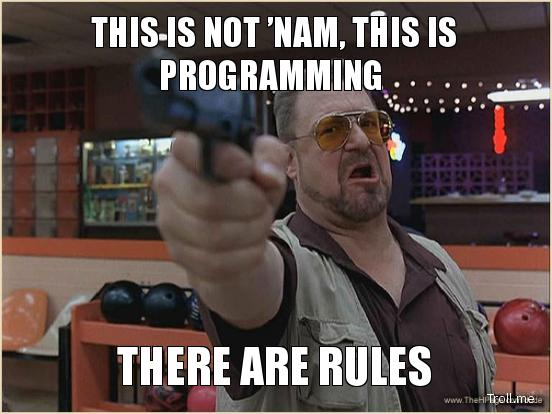 THIS IS NOT 'NAM, THIS IS
PROGRAMMING
THERE ARE RULES
Troll.me